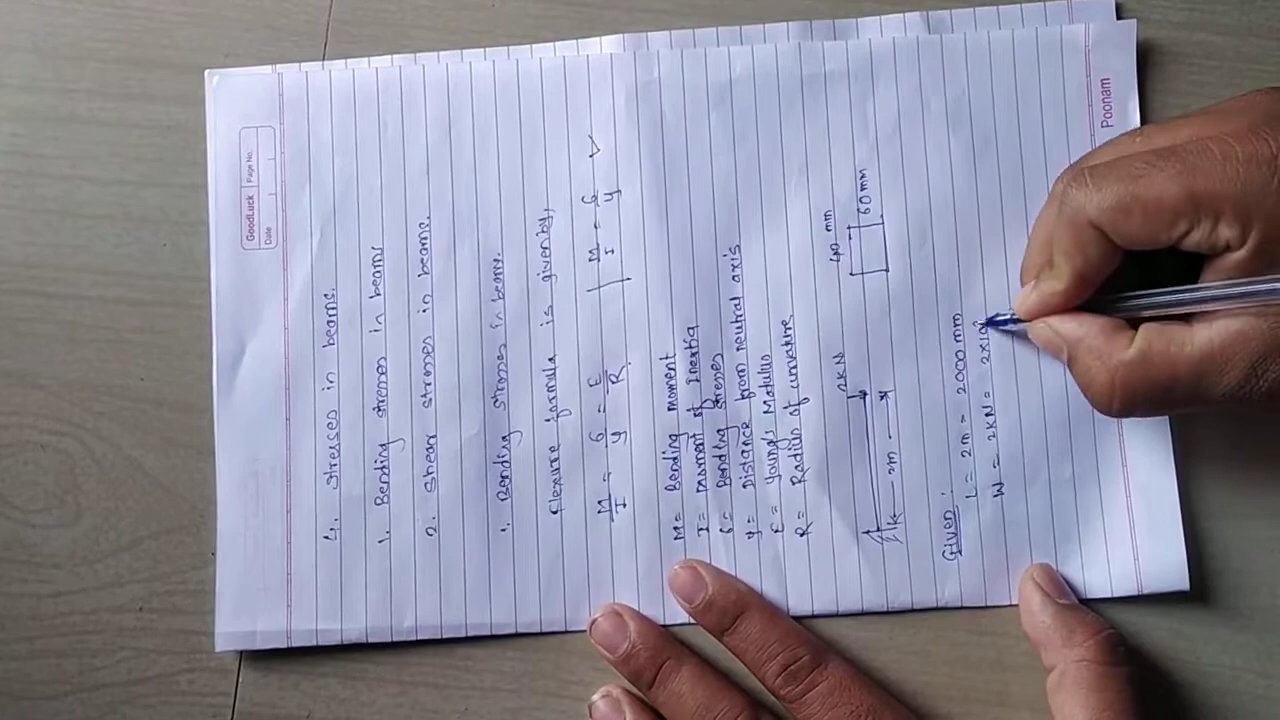 GoodLuck
Page No.
Date
4. stresses in beams.
1. Bending stresses in beams
2. Shear stresses in beams.
1. Bending stresses in beams.
flexure formula is given by,
M/I = σ/y = E/R | M/I = σ/y ✓
M = Bending moment
I = moment of Inertia
σ = Bending stresses
y = Distance from neutral axis
E = Young's Modulus
R = Radius of curvature
2KN
40 mm
60 mm
2m
Given:
L = 2m = 2000 mm
W = 2KN = 2x10
Poonam